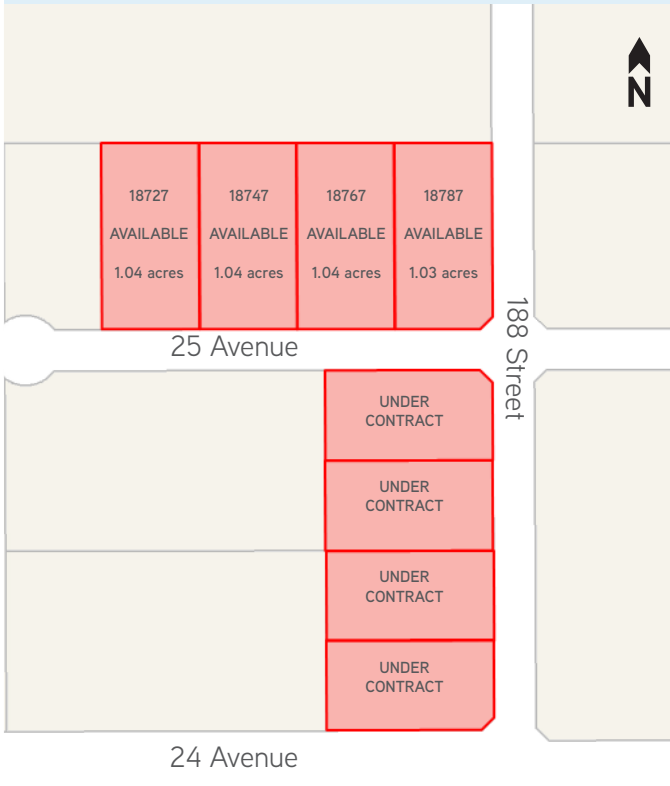 N
18727
AVAILABLE
1.04 acres
18747
AVAILABLE
1.04 acres
18767
AVAILABLE
1.04 acres
18787
AVAILABLE
1.03 acres
25 Avenue
188 Street
UNDER
CONTRACT
UNDER
CONTRACT
UNDER
CONTRACT
UNDER
CONTRACT
24 Avenue